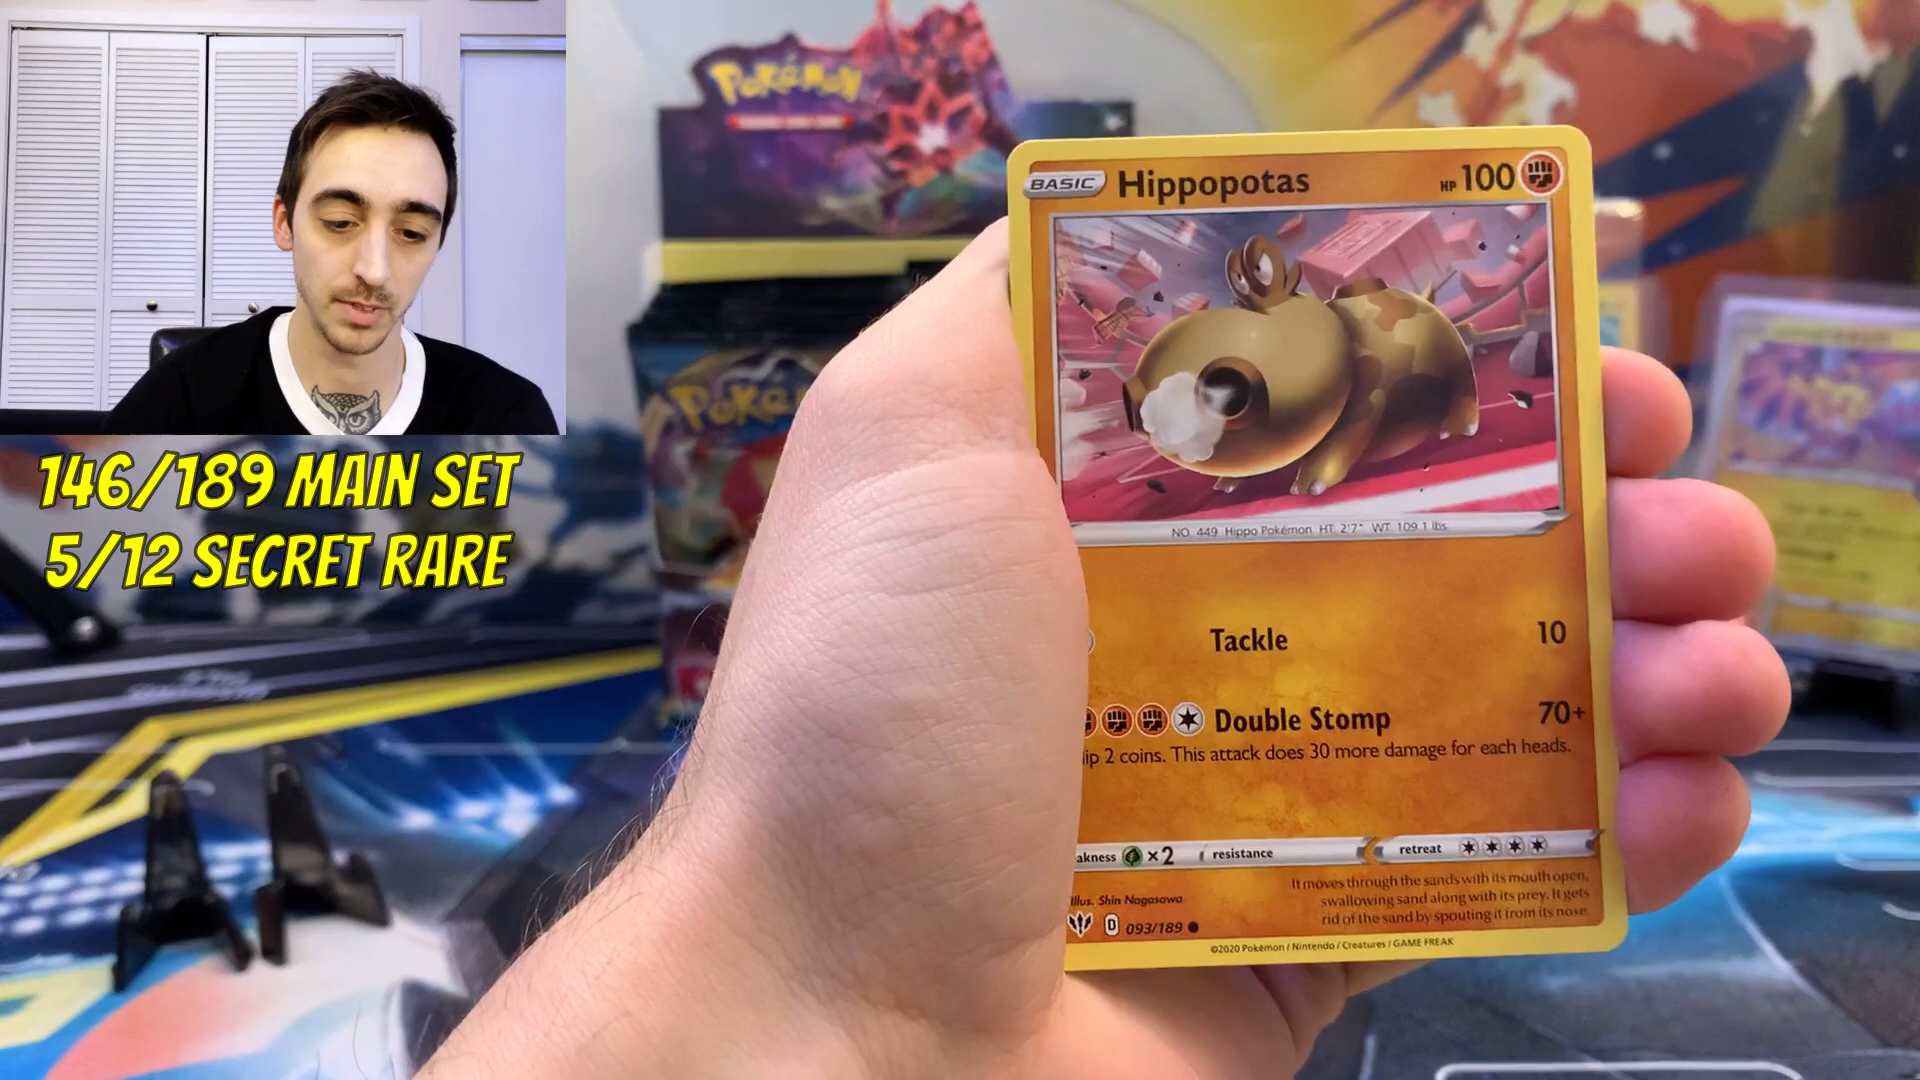 146/189 MAIN SET
5/12 SECRET RARE
Pokémon
Poké
BASIC Hippopotas HP 100
NO. 449 Hippo Pokémon HT: 2'7" WT: 109.1 lbs.
Tackle 10
Double Stomp 70+
lip 2 coins. This attack does 30 more damage for each heads.
akness ×2 resistance retreat
It moves through the sands with its mouth open,
swallowing sand along with its prey. It gets
rid of the sand by spouting it from its nose.
Illus. Shin Nagasawa
D 093/189
©2020 Pokémon / Nintendo / Creatures / GAME FREAK